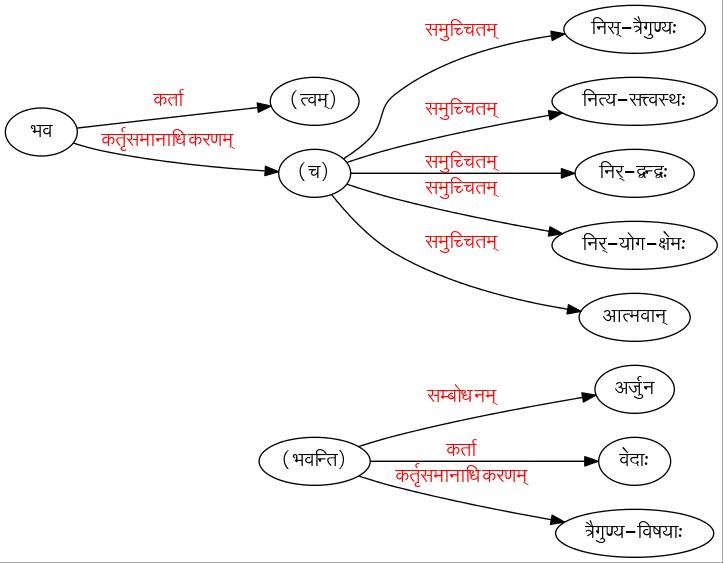 समुच्चितम्
निस्-त्रैगुण्यः
कर्ता
(त्वम्)
समुच्चितम्
नित्य-सत्त्वस्थः
भव
कर्तृसमानाधिकरणम्
(च)
समुच्चितम्
निर्-द्वन्द्वः
समुच्चितम्
निर्-योग-क्षेमः
समुच्चितम्
आत्मवान्
सम्बोधनम्
अर्जुन
(भवन्ति)
कर्ता
वेदाः
कर्तृसमानाधिकरणम्
त्रैगुण्य-विषयाः